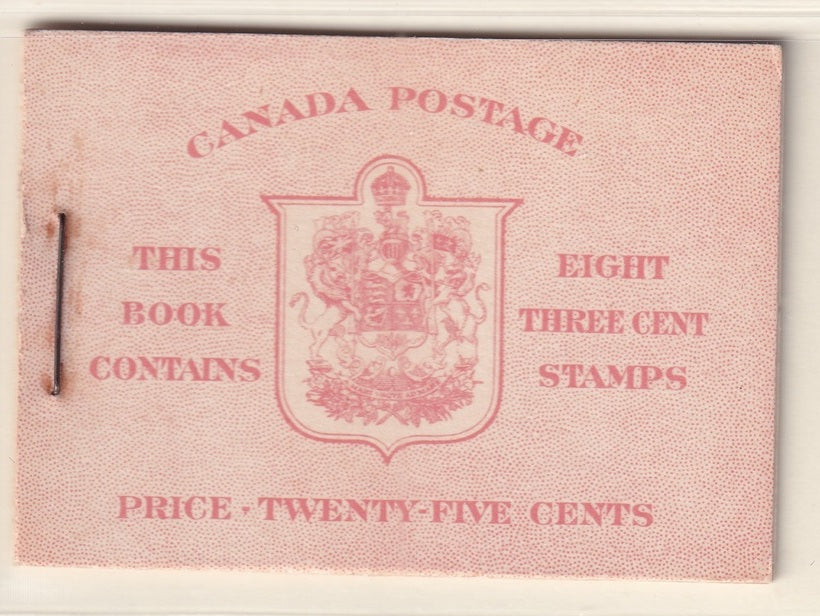 CANADA POSTAGE
THIS
BOOK
CONTAINS
EIGHT
THREE CENT
STAMPS
PRICE · TWENTY-FIVE CENTS